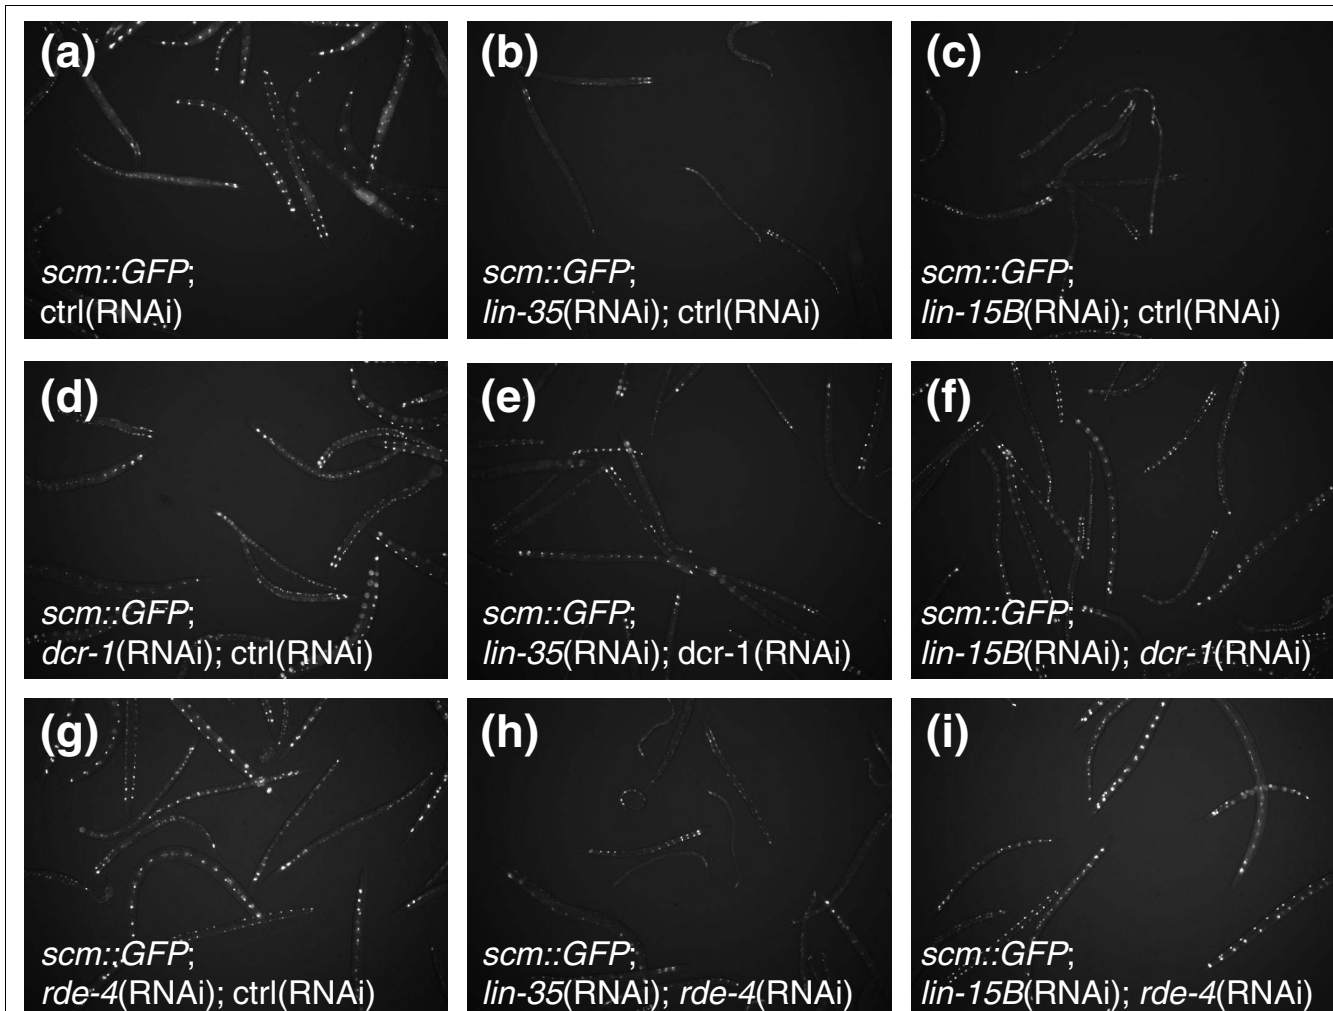 (a)
scm::GFP;
ctrl(RNAi)
(b)
scm::GFP;
lin-35(RNAi); ctrl(RNAi)
(c)
scm::GFP;
lin-15B(RNAi); ctrl(RNAi)
(d)
scm::GFP;
dcr-1(RNAi); ctrl(RNAi)
(e)
scm::GFP;
lin-35(RNAi); dcr-1(RNAi)
(f)
scm::GFP;
lin-15B(RNAi); dcr-1(RNAi)
(g)
scm::GFP;
rde-4(RNAi); ctrl(RNAi)
(h)
scm::GFP;
lin-35(RNAi); rde-4(RNAi)
(i)
scm::GFP;
lin-15B(RNAi); rde-4(RNAi)